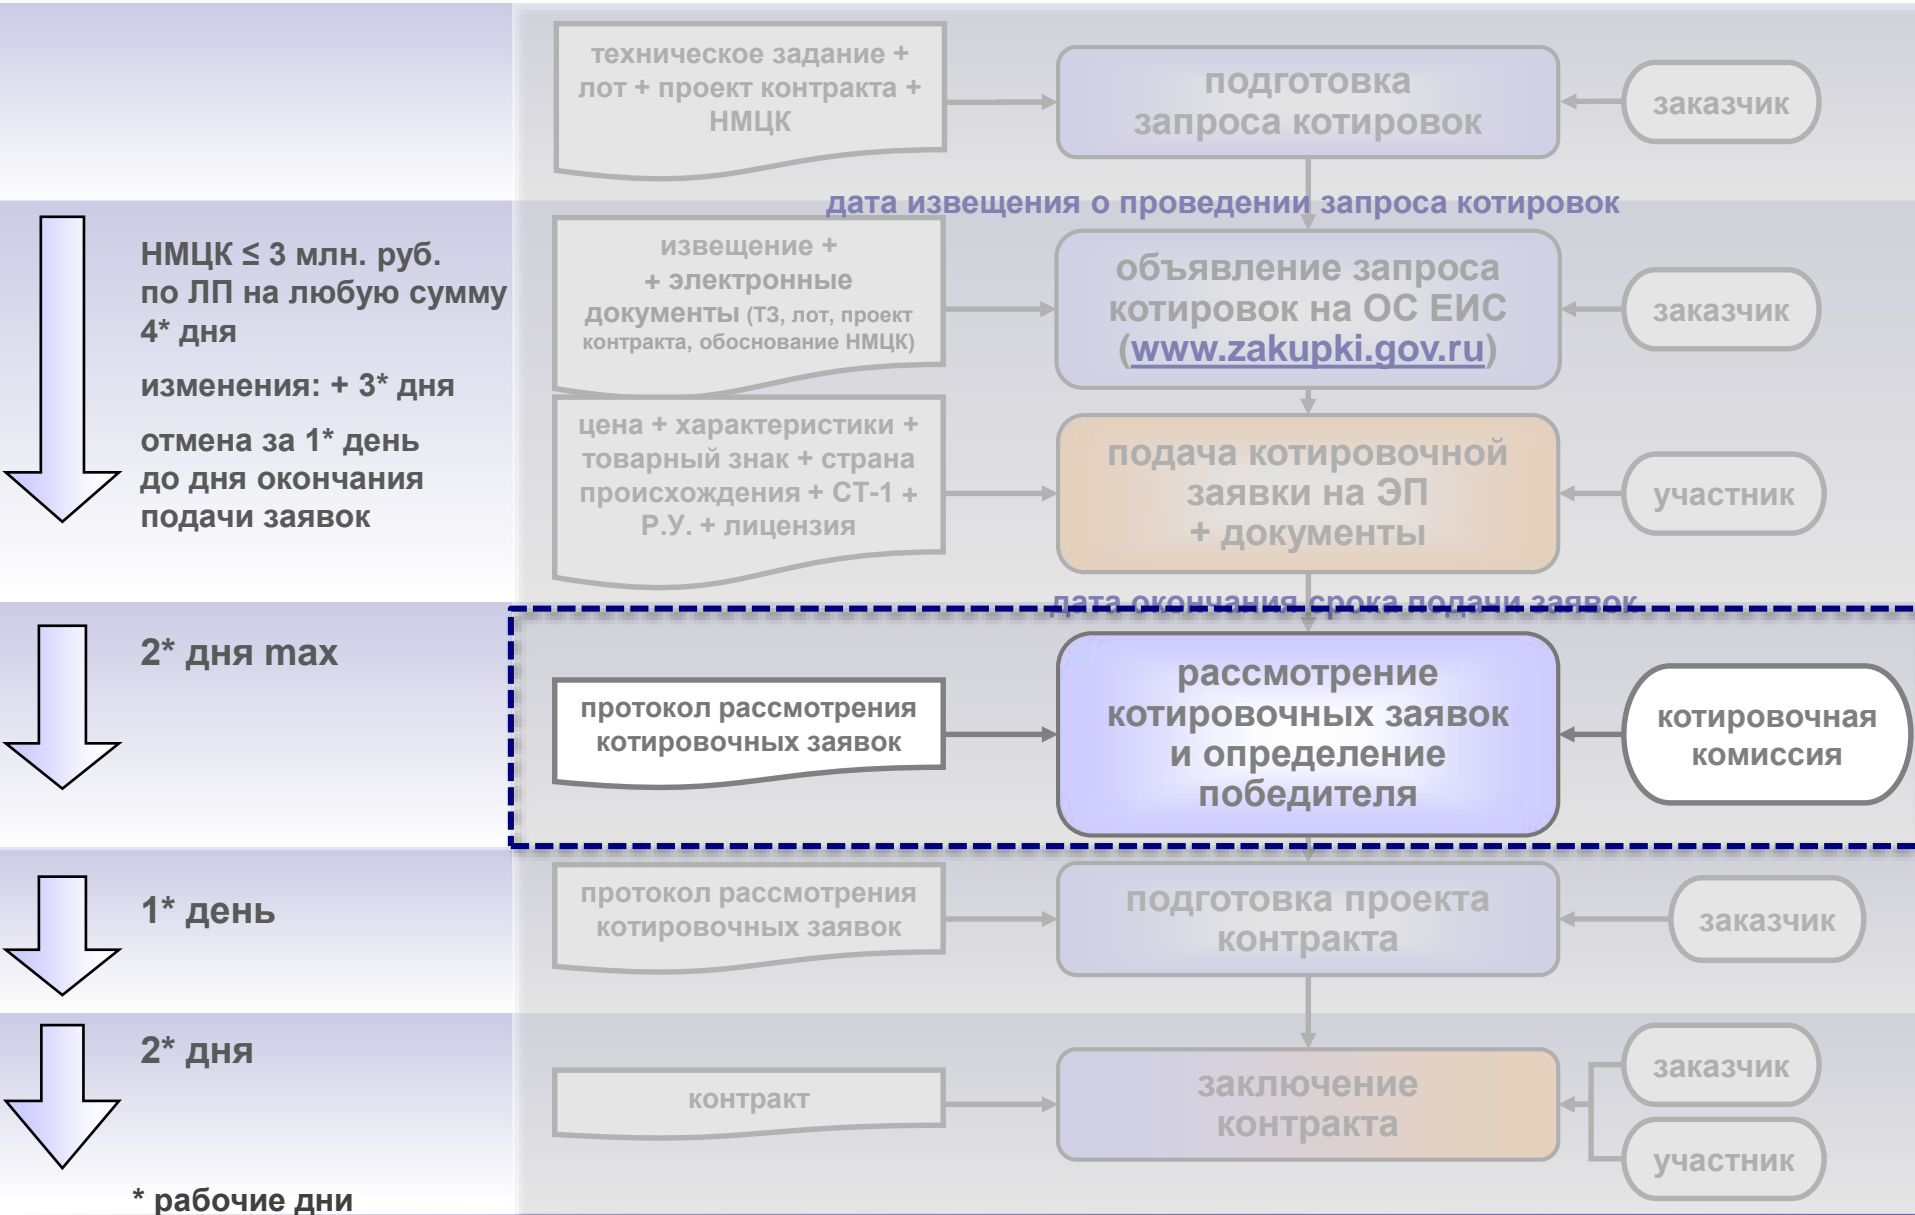 техническое задание +
лот + проект контракта +
НМЦК
подготовка
запроса котировок
заказчик
дата извещения о проведении запроса котировок
НМЦК ≤ 3 млн. руб.
по ЛП на любую сумму
4* дня
изменения: + 3* дня
отмена за 1* день
до дня окончания
подачи заявок
извещение +
+ электронные
документы (ТЗ, лот, проект
контракта, обоснование НМЦК)
объявление запроса
котировок на ОС ЕИС
(www.zakupki.gov.ru)
заказчик
цена + характеристики +
товарный знак + страна
происхождения + СТ-1 +
Р.У. + лицензия
подача котировочной
заявки на ЭП
+ документы
участник
дата окончания срока подачи заявок
2* дня max
протокол рассмотрения
котировочных заявок
рассмотрение
котировочных заявок
и определение
победителя
котировочная
комиссия
1* день
протокол рассмотрения
котировочных заявок
подготовка проекта
контракта
заказчик
2* дня
контракт
заключение
контракта
заказчик
участник
* рабочие дни